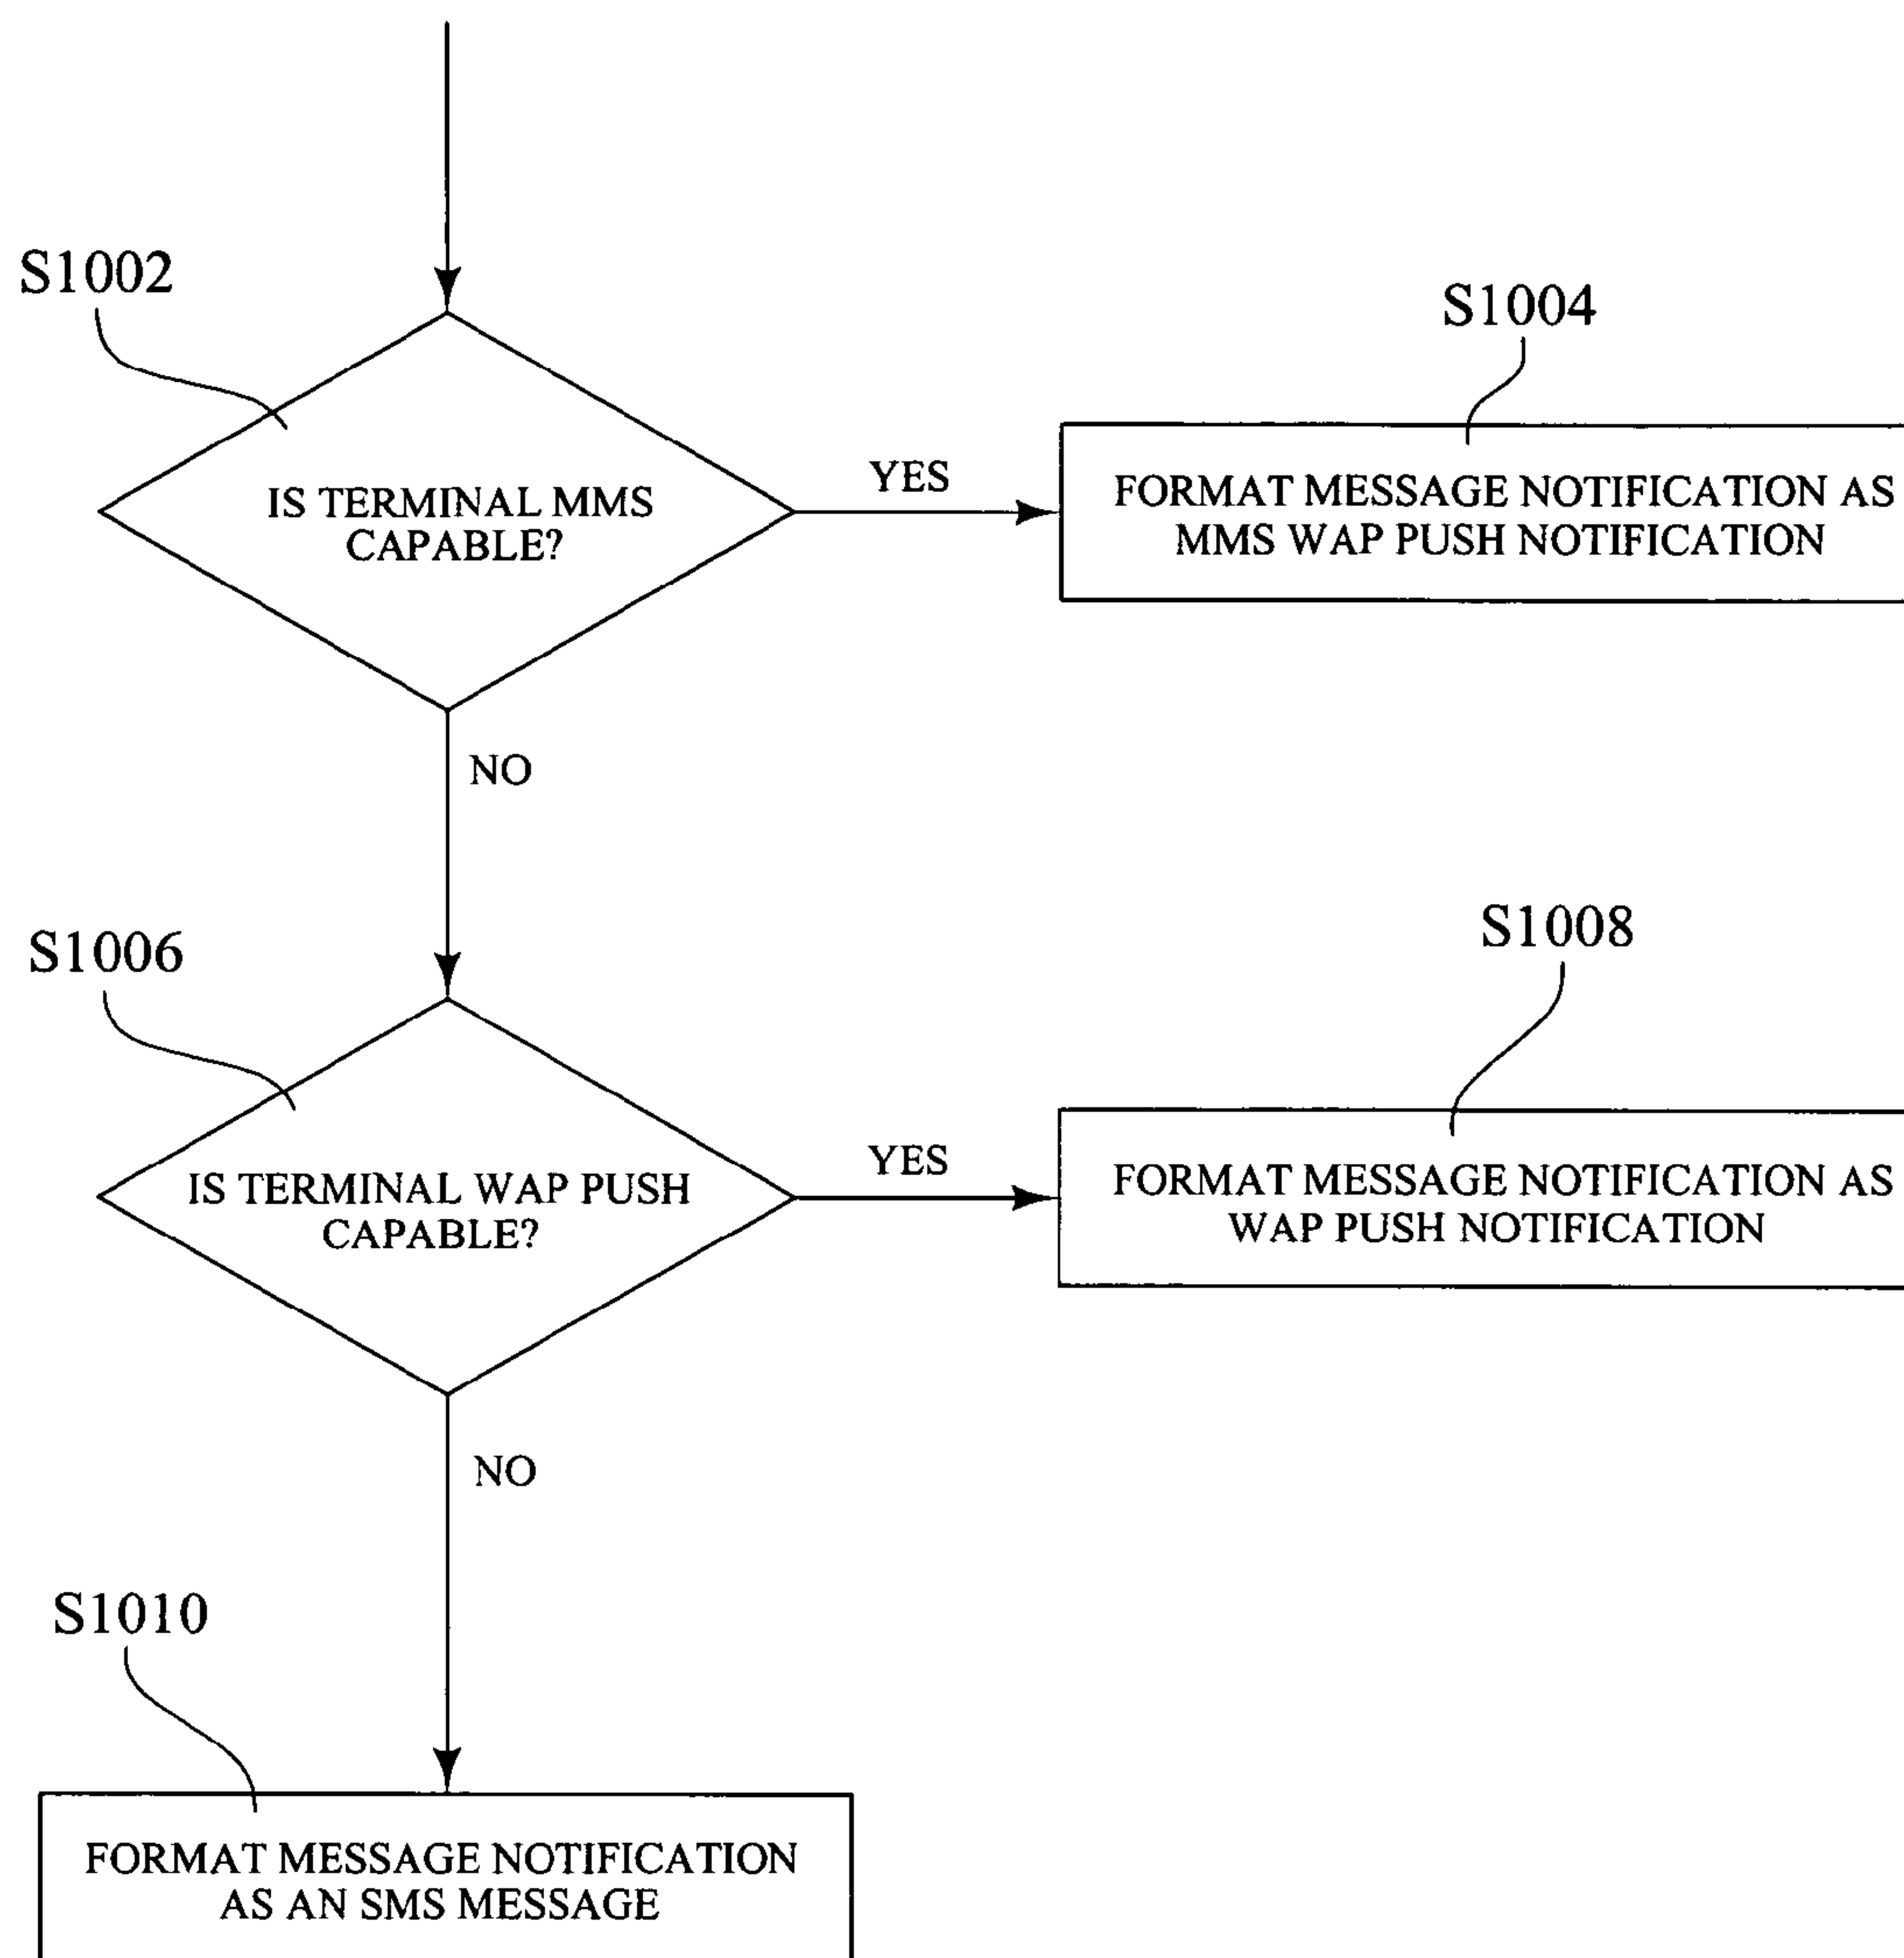 S1002
S1004
IS TERMINAL MMS
CAPABLE?
YES
FORMAT MESSAGE NOTIFICATION AS
MMS WAP PUSH NOTIFICATION
NO
S1006
S1008
IS TERMINAL WAP PUSH
CAPABLE?
YES
FORMAT MESSAGE NOTIFICATION AS
WAP PUSH NOTIFICATION
NO
S1010
FORMAT MESSAGE NOTIFICATION
AS AN SMS MESSAGE